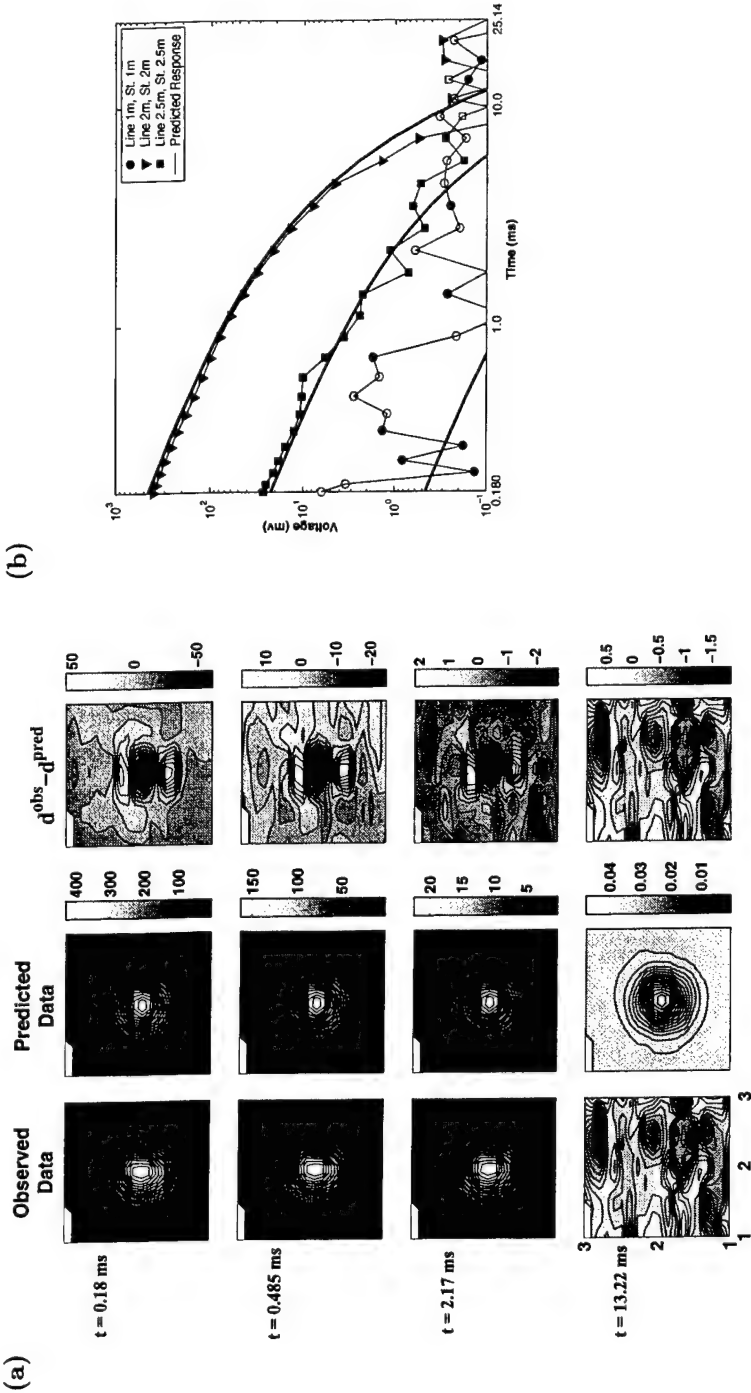 (a)
Observed
Data
Predicted
Data
d^obs-d^pred
t = 0.18 ms
400
300
200
100
50
0
-50
t = 0.485 ms
150
100
50
10
0
-10
-20
t = 2.17 ms
20
15
10
5
2
1
0
-1
-2
t = 13.22 ms
3
2
1
1
2
3
0.04
0.03
0.02
0.01
0.5
0
-0.5
-1
-1.5
(b)
Line 1m, St. 1m
Line 2m, St. 2m
Line 2.5m, St. 2.5m
Predicted Response
Voltage (mv)
10^3
10^2
10^1
10^0
10^-1
0.180
1.0
10.0
25.14
Time (ms)